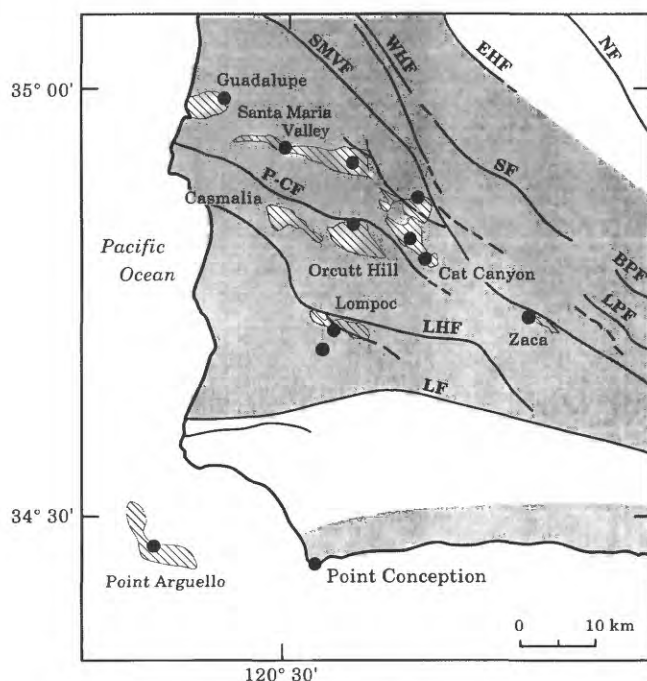 SMVF
WHF
EHF
NF
35° 00'
Guadalupe
Santa Maria
Valley
SF
P-CF
Casmalia
Pacific
Ocean
Orcutt Hill
Cat Canyon
BPF
LPF
Lompoc
LHF
Zaca
LF
34° 30'
Point Arguello
Point Conception
0 10 km
120° 30'